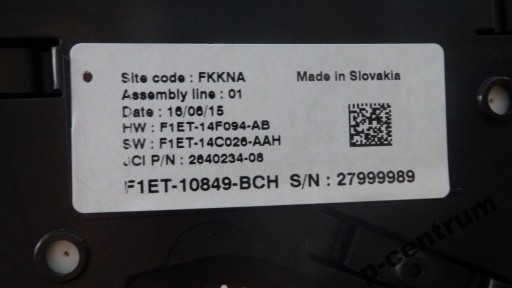 Site code : FKKNA
Made in Slovakia
Assembly line : 01
Date : 16/06/15
HW : F1ET-14F094-AB
SW : F1ET-14C026-AAH
JCI P/N : 2640234-08
F1ET-10849-BCH S/N : 27999989
p-centrum